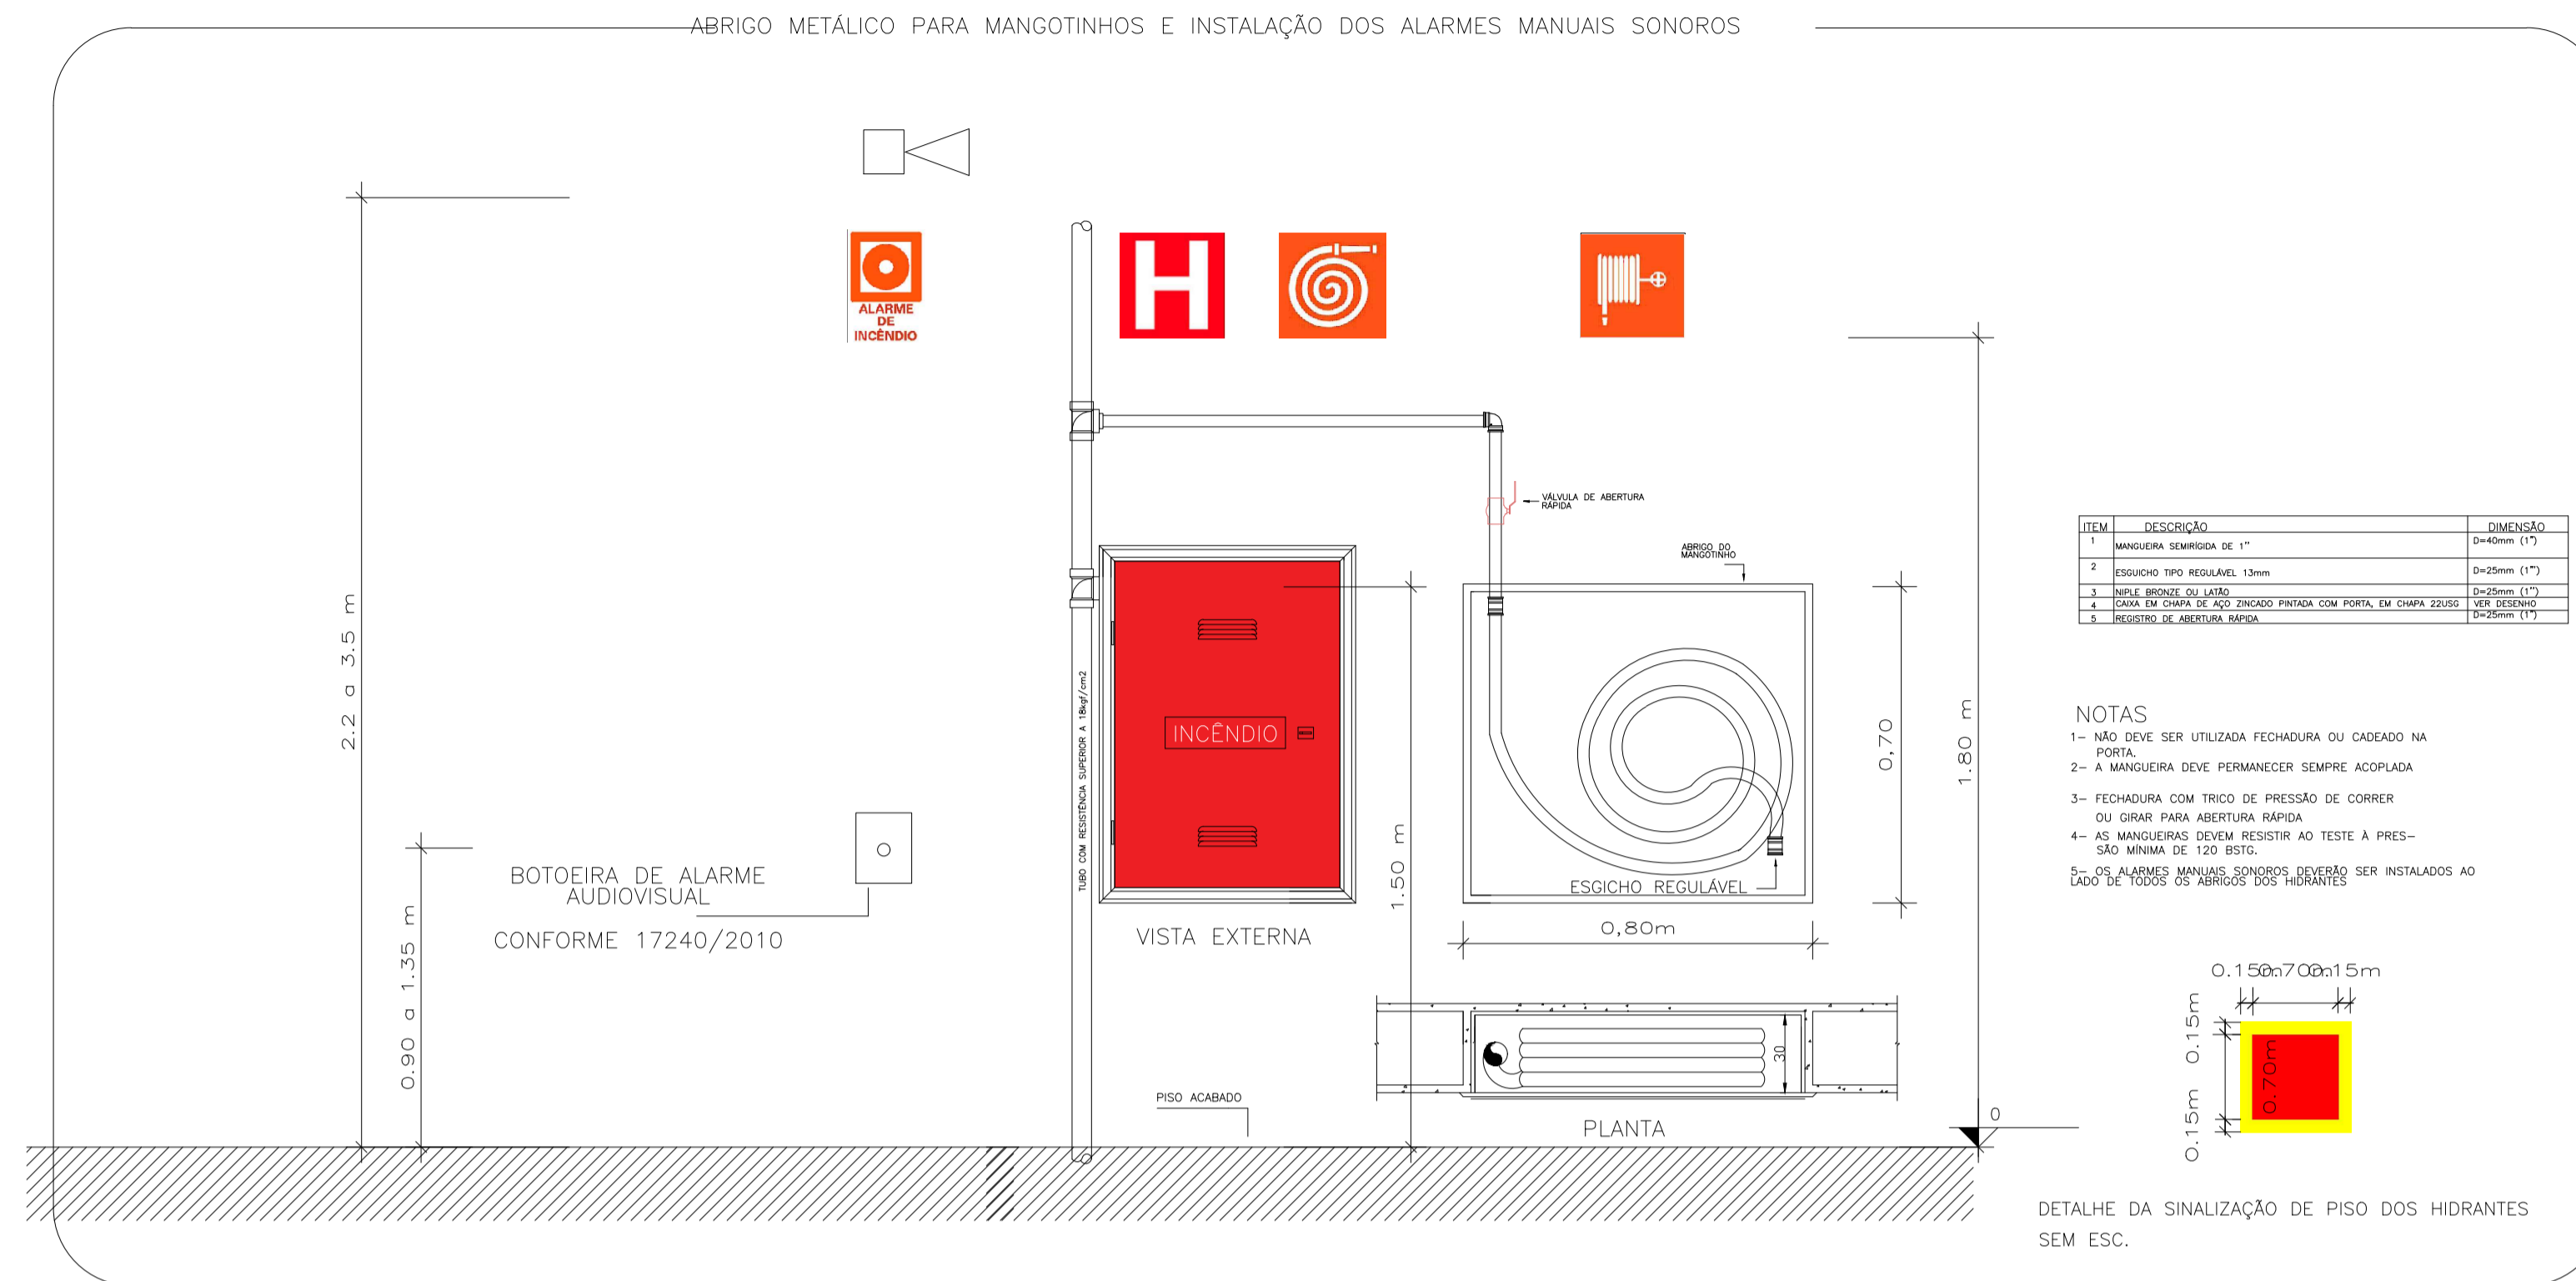 ABRIGO METÁLICO PARA MANGOTINHOS E INSTALAÇÃO DOS ALARMES MANUAIS SONOROS
ALARME
DE
INCÊNDIO
H
2.2 a 3.5 m
0.90 a 1.35 m
BOTOEIRA DE ALARME
AUDIOVISUAL
CONFORME 17240/2010
TUBO COM RESISTÊNCIA SUPERIOR A 18kgf/cm2
INCÊNDIO
VISTA EXTERNA
PISO ACABADO
1.50 m
VÁLVULA DE ABERTURA
RÁPIDA
ABRIGO DO
MANGOTINHO
ESGICHO REGULÁVEL
0,80m
0,70
1.80 m
30
PLANTA
0
ITEM DESCRIÇÃO DIMENSÃO
1 MANGUEIRA SEMIRÍGIDA DE 1" D=40mm (1")
2 ESGUICHO TIPO REGULÁVEL 13mm D=25mm (1"')
3 NIPLE BRONZE OU LATÃO D=25mm (1")
4 CAIXA EM CHAPA DE AÇO ZINCADO PINTADA COM PORTA, EM CHAPA 22USG VER DESENHO
5 REGISTRO DE ABERTURA RÁPIDA D=25mm (1")
NOTAS
1- NÃO DEVE SER UTILIZADA FECHADURA OU CADEADO NA
PORTA.
2- A MANGUEIRA DEVE PERMANECER SEMPRE ACOPLADA
3- FECHADURA COM TRICO DE PRESSÃO DE CORRER
OU GIRAR PARA ABERTURA RÁPIDA
4- AS MANGUEIRAS DEVEM RESISTIR AO TESTE À PRES-
SÃO MÍNIMA DE 120 BSTG.
5- OS ALARMES MANUAIS SONOROS DEVERÃO SER INSTALADOS AO
LADO DE TODOS OS ABRIGOS DOS HIDRANTES
0.15m 0.70m 0.15m
0.15m
0.70m
0.15m
DETALHE DA SINALIZAÇÃO DE PISO DOS HIDRANTES
SEM ESC.